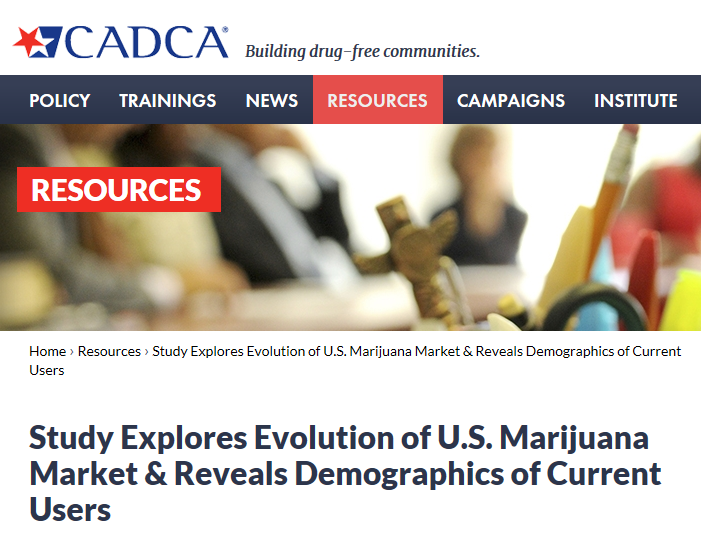 CADCA®
Building drug-free communities.
POLICY TRAININGS NEWS RESOURCES CAMPAIGNS INSTITUTE
RESOURCES
Home › Resources › Study Explores Evolution of U.S. Marijuana Market & Reveals Demographics of Current
Users
Study Explores Evolution of U.S. Marijuana
Market & Reveals Demographics of Current
Users